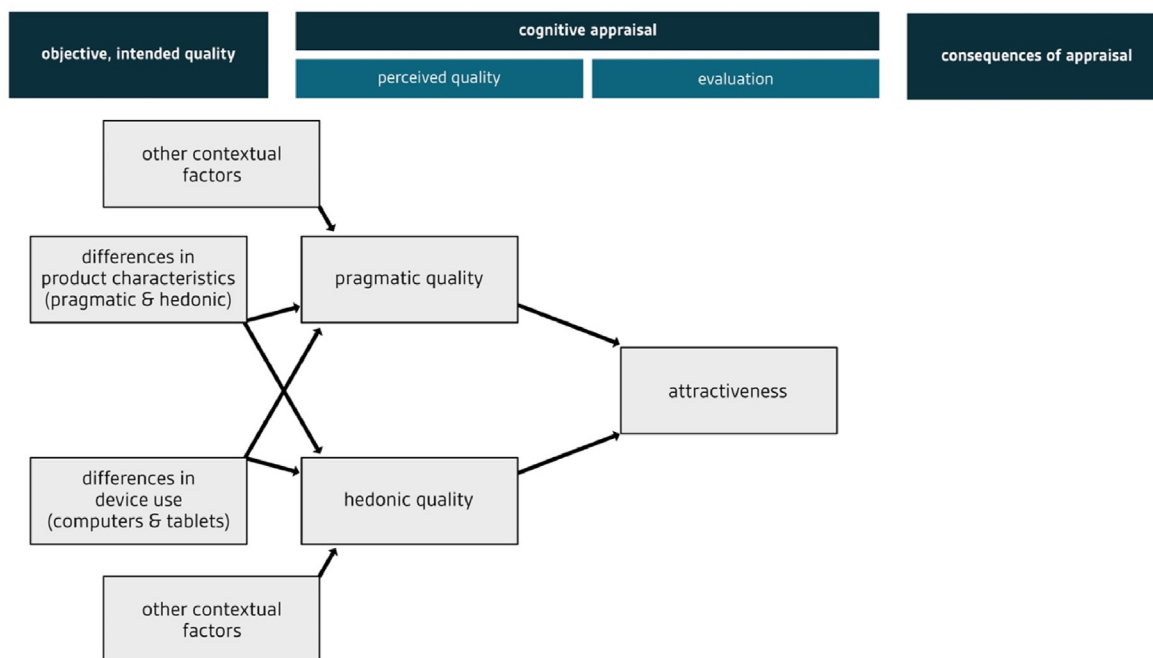 objective, intended quality
cognitive appraisal
perceived quality
evaluation
consequences of appraisal
other contextual
factors
differences in
product characteristics
(pragmatic & hedonic)
pragmatic quality
attractiveness
differences in
device use
(computers & tablets)
hedonic quality
other contextual
factors